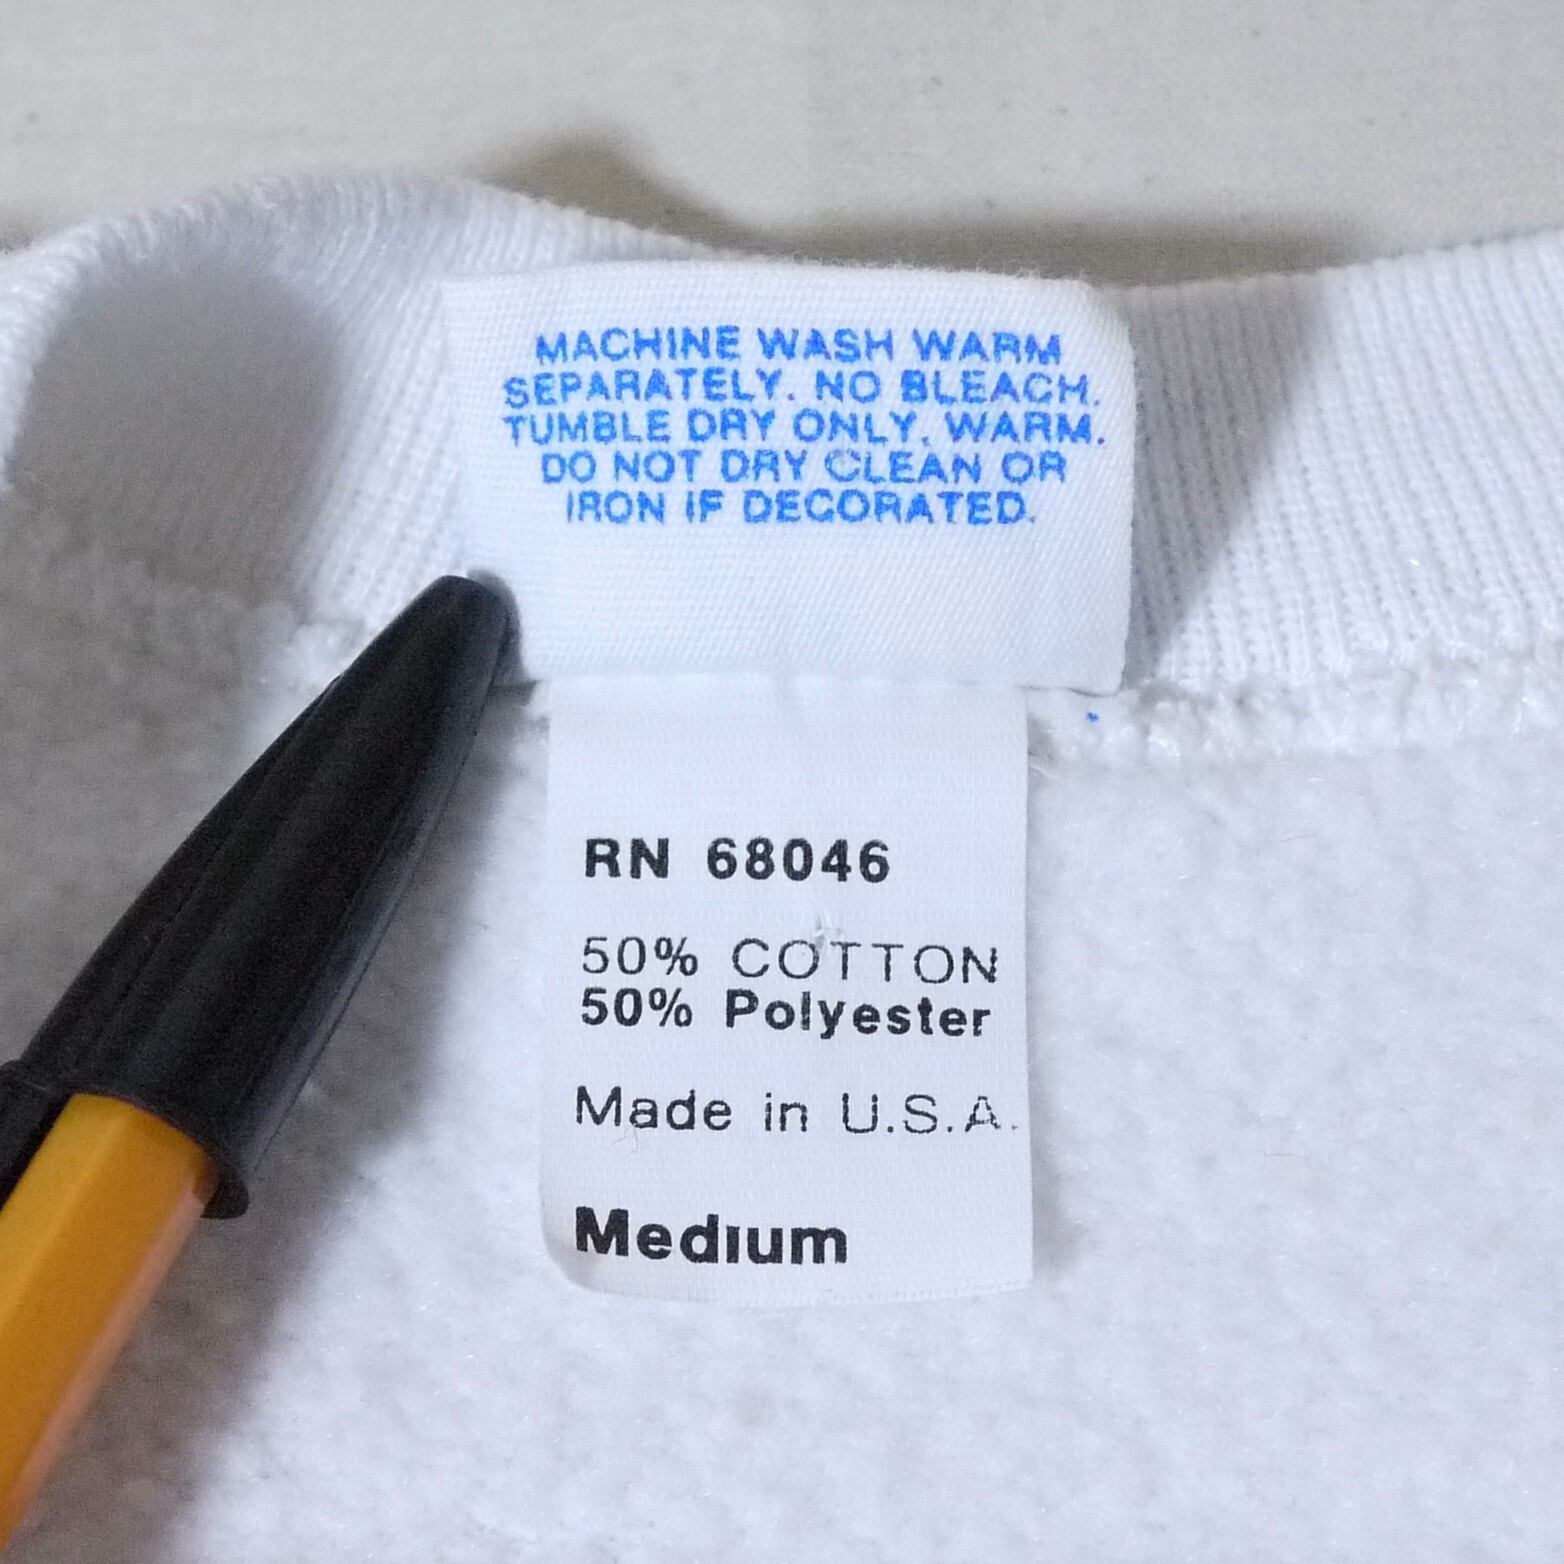 MACHINE WASH WARM
SEPARATELY. NO BLEACH.
TUMBLE DRY ONLY. WARM.
DO NOT DRY CLEAN OR
IRON IF DECORATED.
RN 68046
50% COTTON
50% Polyester
Made in U.S.A.
Medium